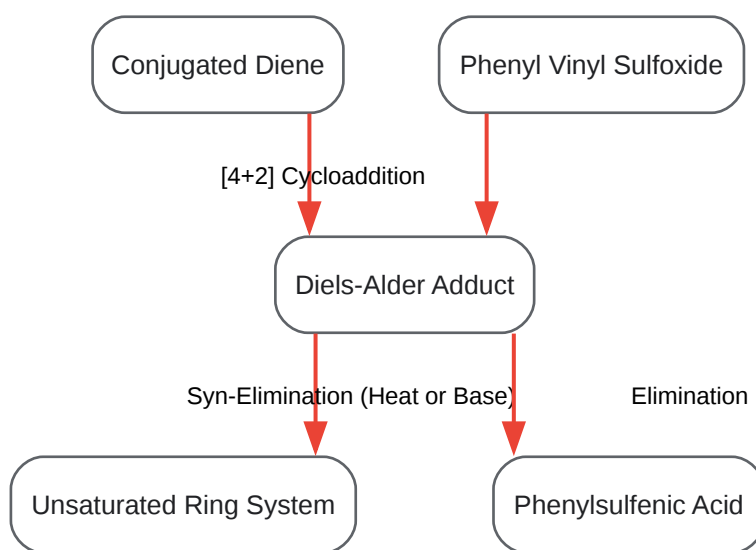 Conjugated Diene
Phenyl Vinyl Sulfoxide
[4+2] Cycloaddition
Diels-Alder Adduct
Syn-Elimination (Heat or Base)
Elimination
Unsaturated Ring System
Phenylsulfenic Acid